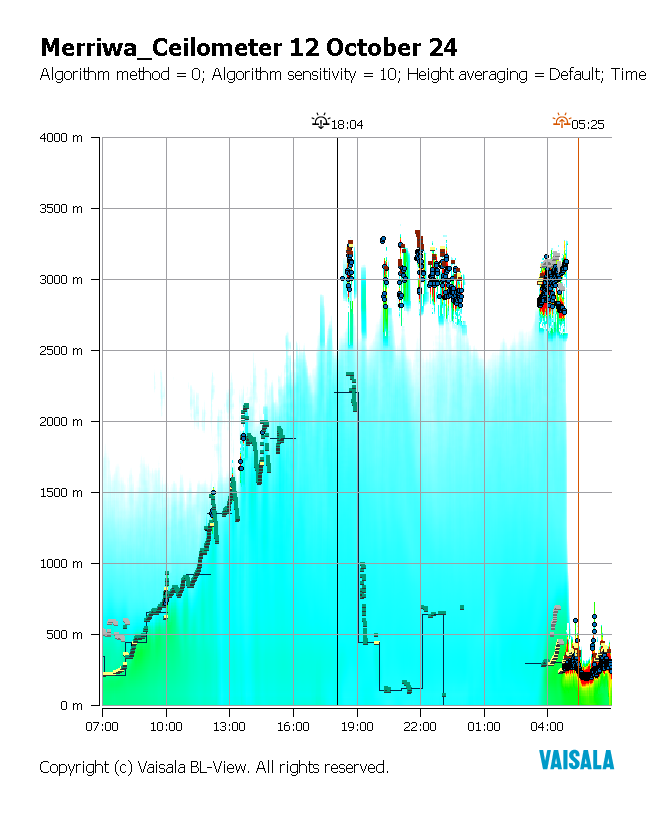 Merriwa_Ceilometer 12 October 24
Algorithm method = 0; Algorithm sensitivity = 10; Height averaging = Default; Time
18:04 05:25
4000 m
3500 m
3000 m
2500 m
2000 m
1500 m
1000 m
500 m
0 m
07:00 10:00 13:00 16:00 19:00 22:00 01:00 04:00
Copyright (c) Vaisala BL-View. All rights reserved.
VAISALA